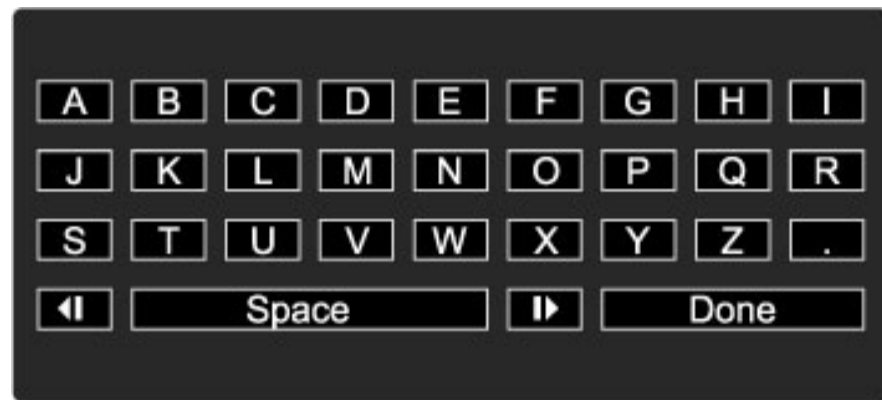 A B C D E F G H I
J K L M N O P Q R
S T U V W X Y Z .
Space Done